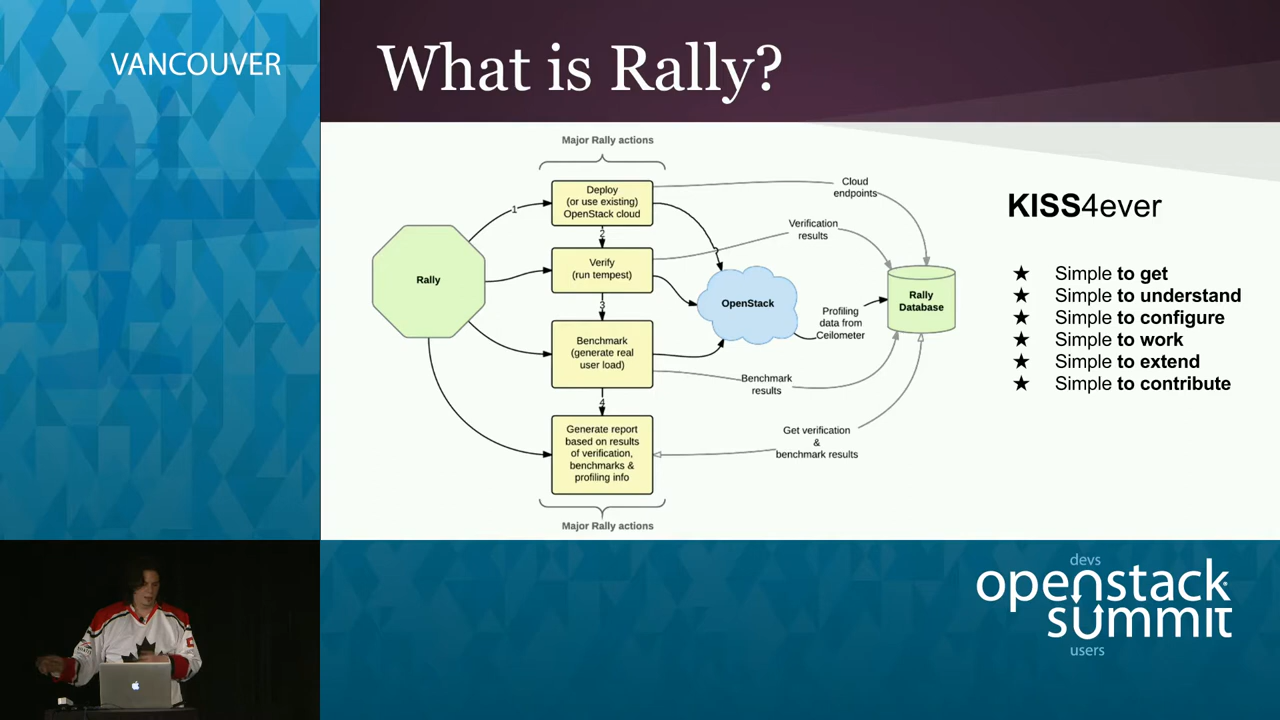 VANCOUVER
What is Rally?
Major Rally actions
Deploy
(or use existing)
OpenStack cloud
Verify
(run tempest)
Benchmark
(generate real
user load)
Generate report
based on results
of verification,
benchmarks &
profiling info
Major Rally actions
Rally
1
2
3
4
OpenStack
Cloud
endpoints
Verification
results
Profiling
data from
Ceilometer
Benchmark
results
Get verification
&
benchmark results
Rally
Database
KISS4ever
★ Simple to get
★ Simple to understand
★ Simple to configure
★ Simple to work
★ Simple to extend
★ Simple to contribute
devs
openstack
summit
users